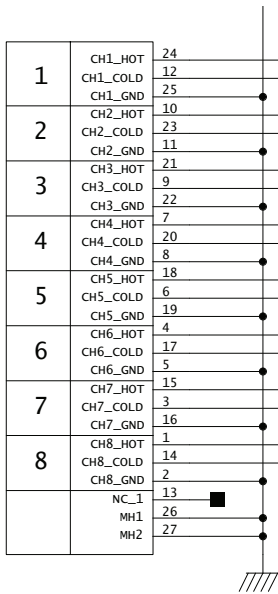 CH1_HOT 24
1 CH1_COLD 12
CH1_GND 25
CH2_HOT 10
2 CH2_COLD 23
CH2_GND 11
CH3_HOT 21
3 CH3_COLD 9
CH3_GND 22
CH4_HOT 7
4 CH4_COLD 20
CH4_GND 8
CH5_HOT 18
5 CH5_COLD 6
CH5_GND 19
CH6_HOT 4
6 CH6_COLD 17
CH6_GND 5
CH7_HOT 15
7 CH7_COLD 3
CH7_GND 16
CH8_HOT 1
8 CH8_COLD 14
CH8_GND 2
NC_1 13
MH1 26
MH2 27